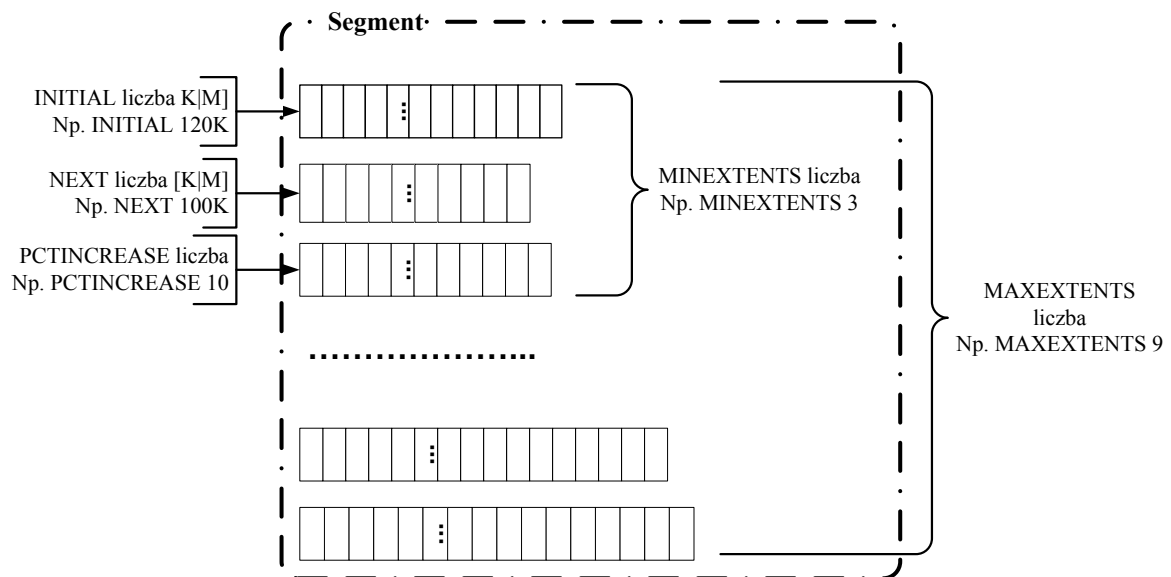 Segment
INITIAL liczba K|M]
Np. INITIAL 120K
NEXT liczba [K|M]
Np. NEXT 100K
PCTINCREASE liczba
Np. PCTINCREASE 10
MINEXTENTS liczba
Np. MINEXTENTS 3
MAXEXTENTS
liczba
Np. MAXEXTENTS 9